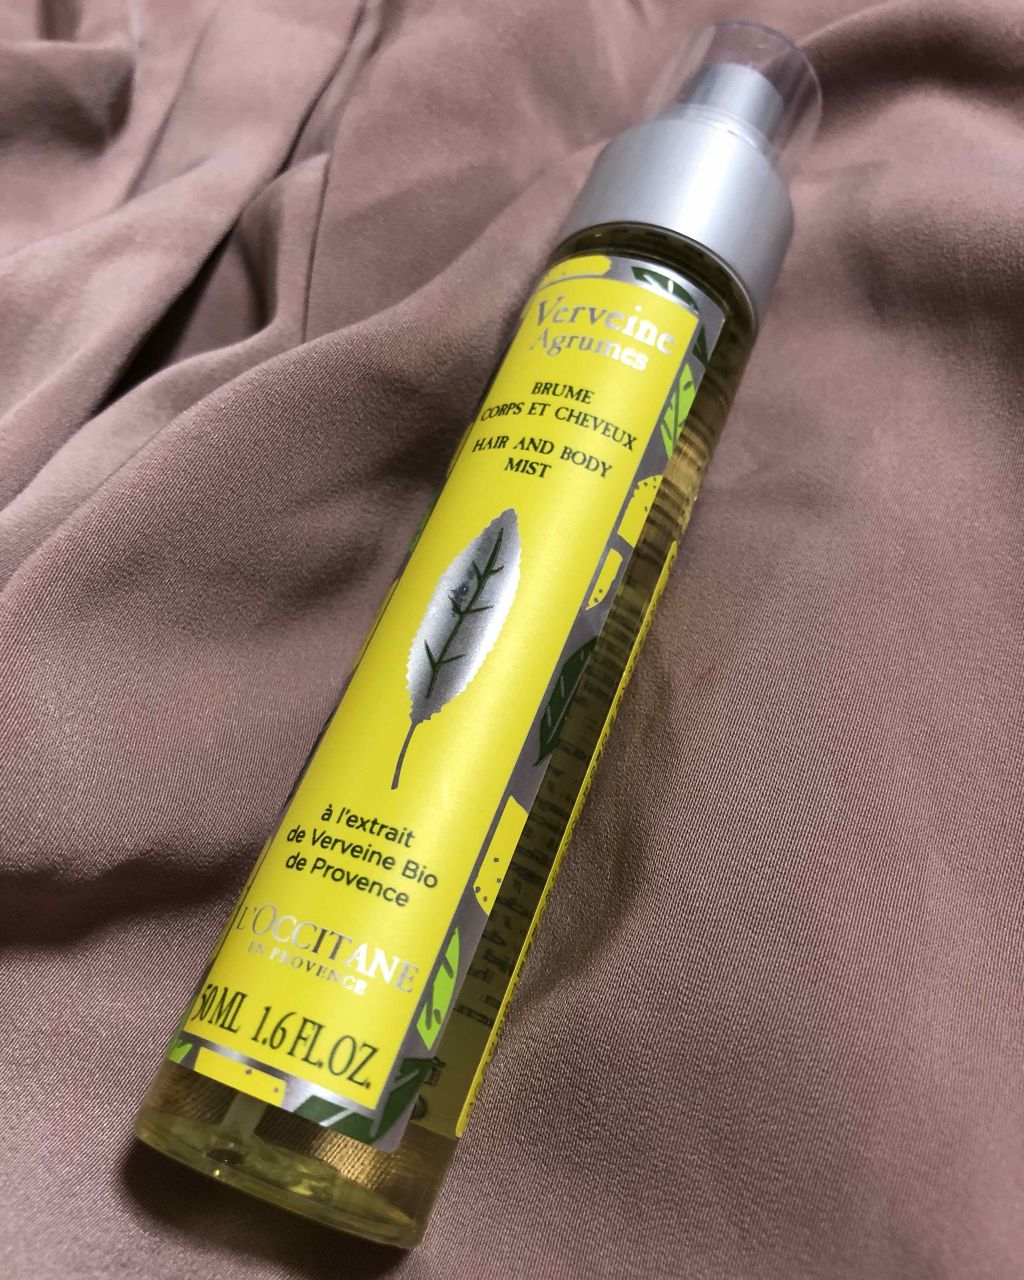 Verveine
Agrumes
BRUME
CORPS ET CHEVEUX
HAIR AND BODY
MIST
à l'extrait
de Verveine Bio
de Provence
L'OCCITANE
EN PROVENCE
50 ML 1.6 FL.OZ.